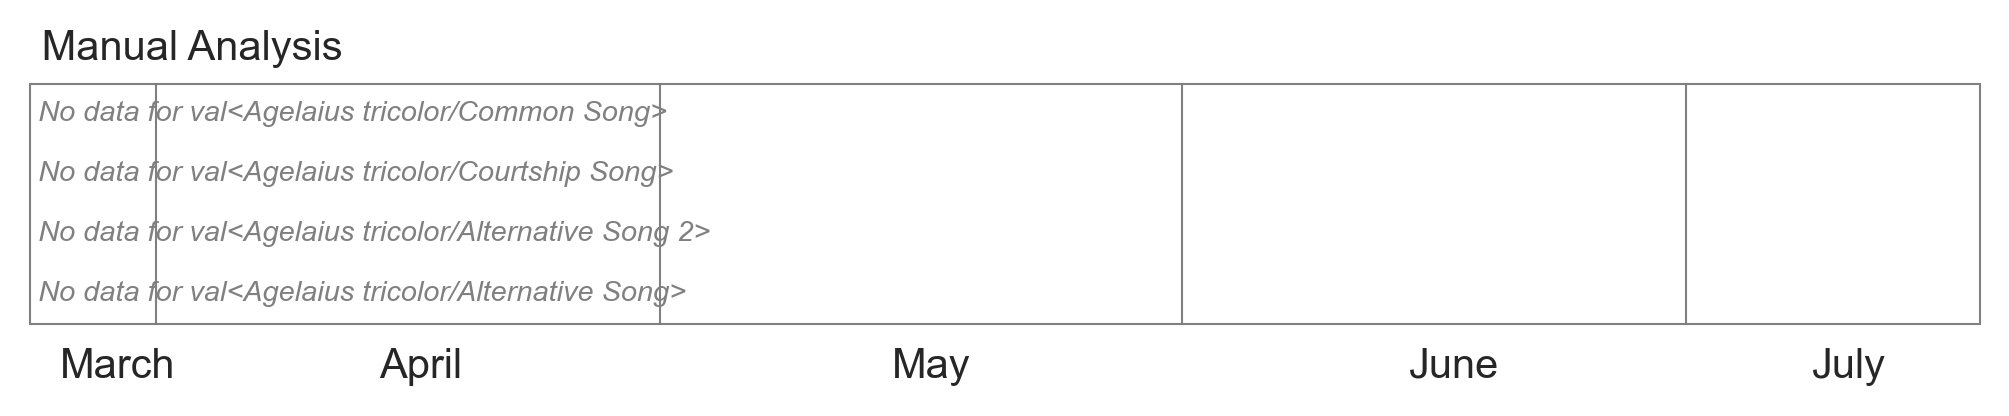 Manual Analysis
No data for val<Agelaius tricolor/Common Song>
No data for val<Agelaius tricolor/Courtship Song>
No data for val<Agelaius tricolor/Alternative Song 2>
No data for val<Agelaius tricolor/Alternative Song>
March April May June July